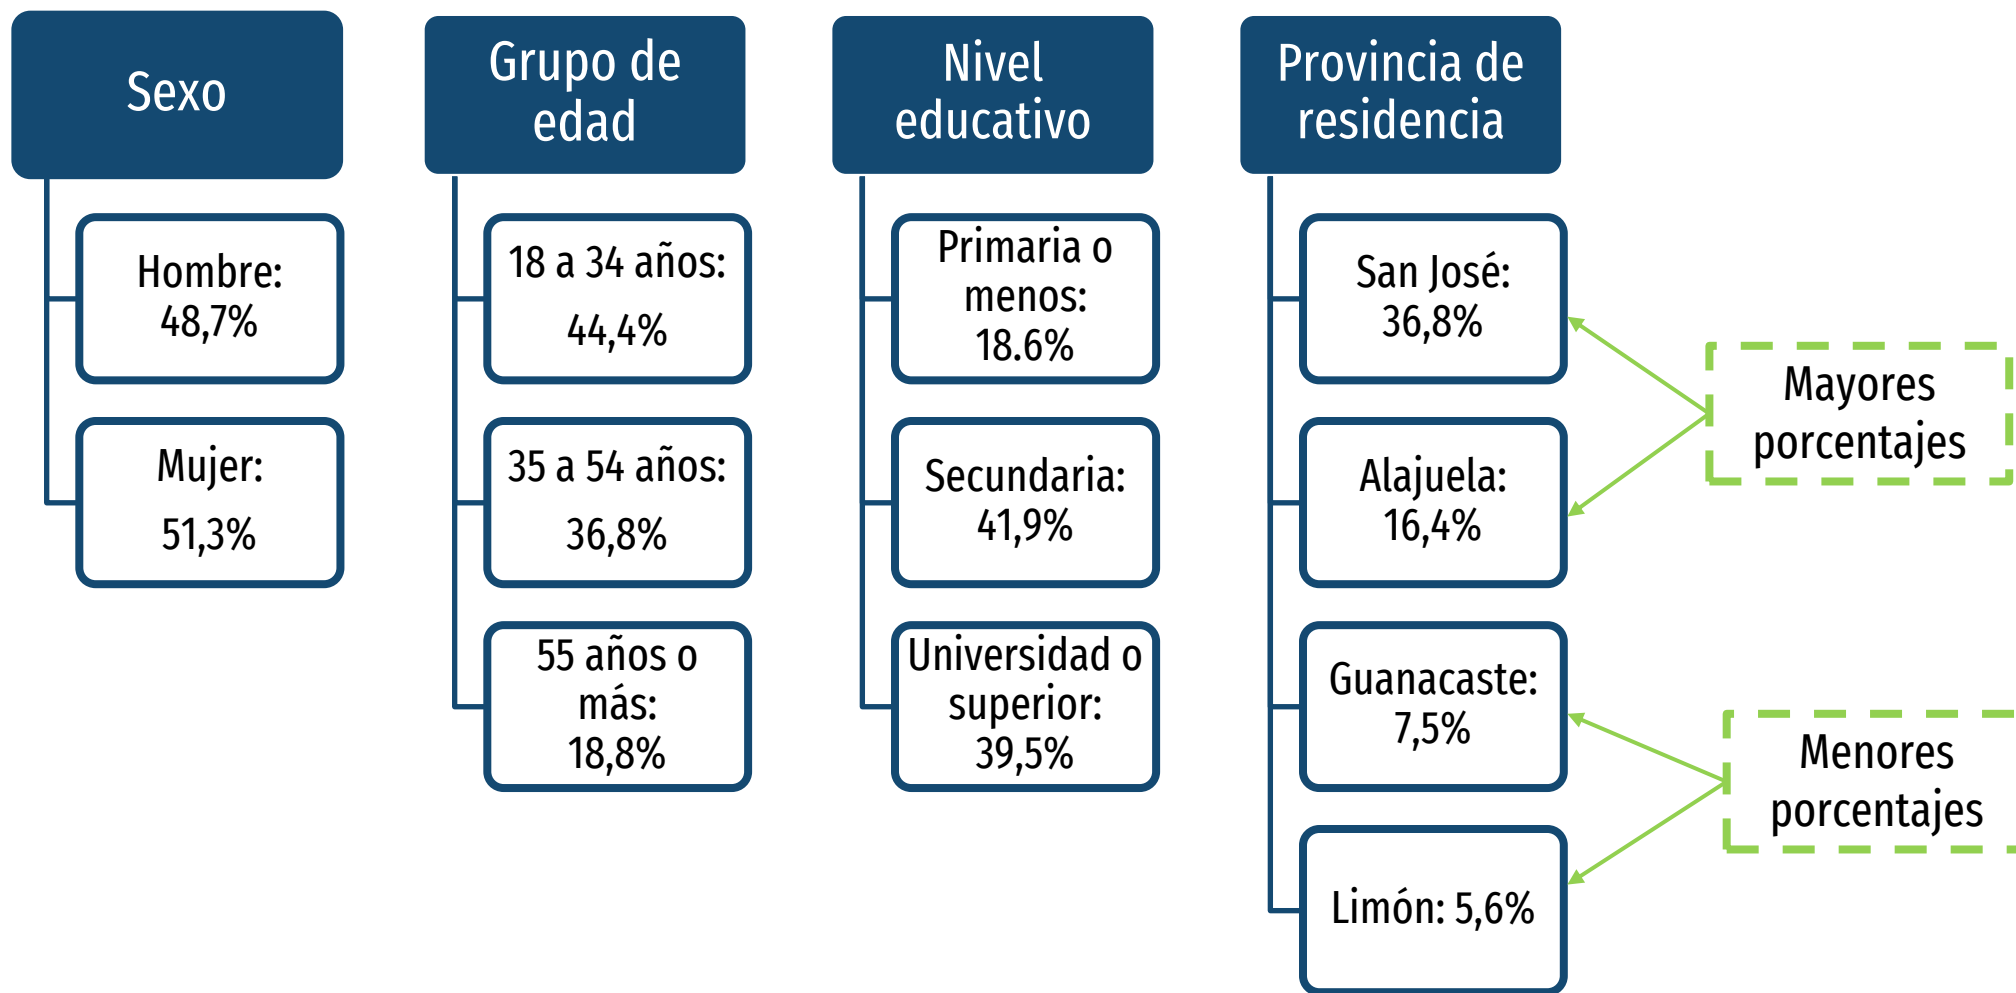 Sexo
Hombre:
48,7%
Mujer:
51,3%
Grupo de
edad
18 a 34 años:
44,4%
35 a 54 años:
36,8%
55 años o
más:
18,8%
Nivel
educativo
Primaria o
menos:
18.6%
Secundaria:
41,9%
Universidad o
superior:
39,5%
Provincia de
residencia
San José:
36,8%
Alajuela:
16,4%
Guanacaste:
7,5%
Limón: 5,6%
Mayores
porcentajes
Menores
porcentajes